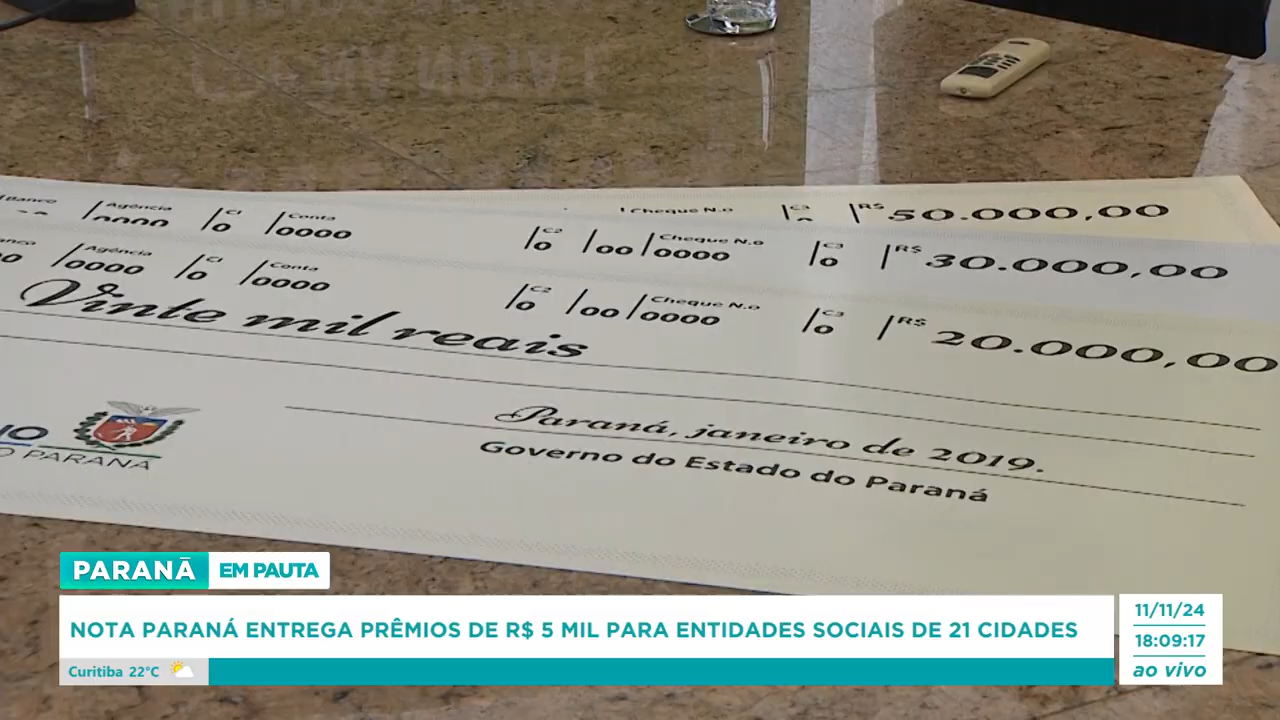 Banco Agência C1 Conta C2 Cheque N.o C3 R$ 50.000,00
0000 0 0000 0 00 0000 0 R$ 30.000,00
Agência C1 Conta C2 Cheque N.o C3 R$ 20.000,00
0000 0 0000 0 00 0000 0
Vinte mil reais
Paraná, janeiro de 2019.
Governo do Estado do Paraná
PARANÁ
PARANÁ EM PAUTA
NOTA PARANÁ ENTREGA PRÊMIOS DE R$ 5 MIL PARA ENTIDADES SOCIAIS DE 21 CIDADES
Curitiba 22°C
11/11/24
18:09:17
ao vivo